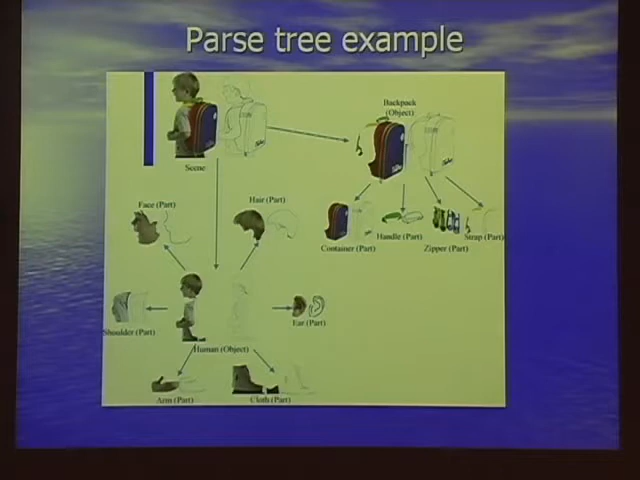 Parse tree example
Backpack
(Object)
Scene
Face (Part)
Hair (Part)
Container (Part)
Handle (Part)
Zipper (Part)
Strap (Part)
Shoulder (Part)
Ear (Part)
Human (Object)
Arm (Part)
Cloth (Part)